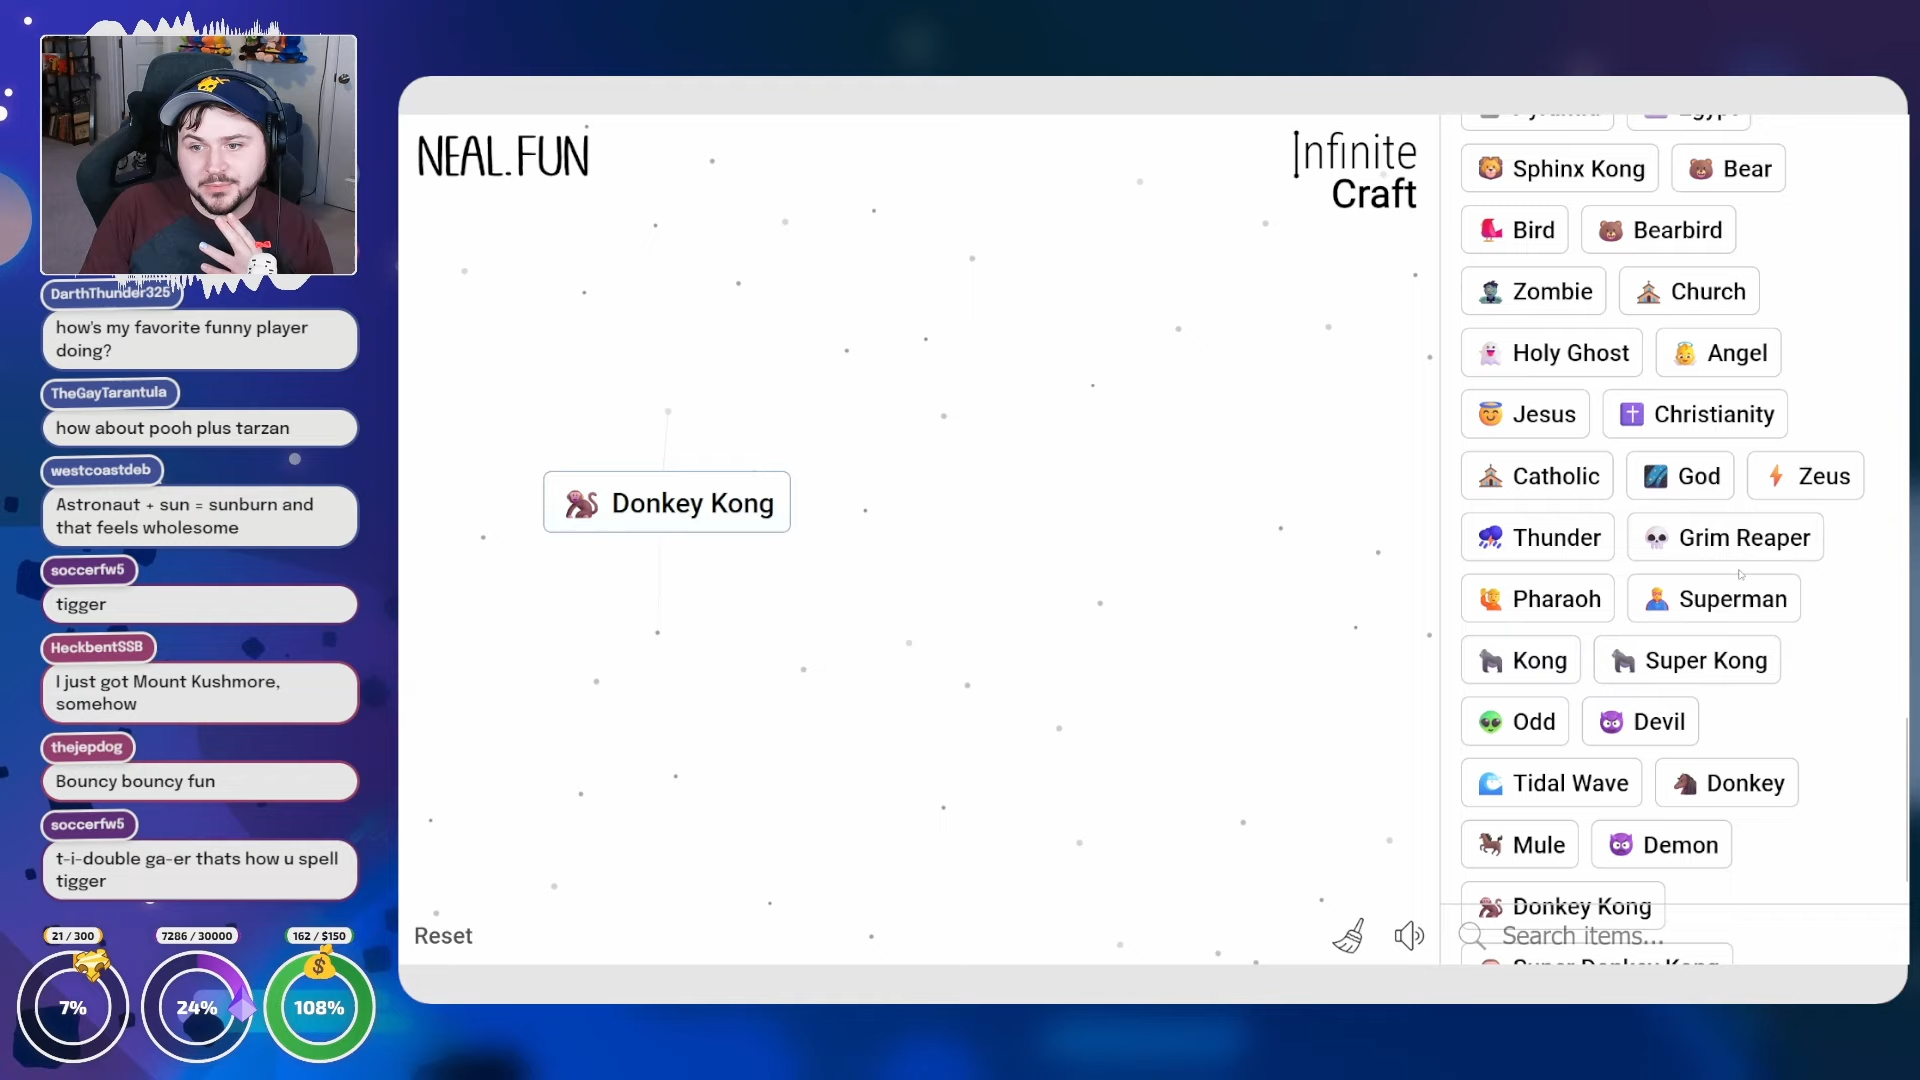 DarthThunder325
how's my favorite funny player
doing?
TheGayTarantula
how about pooh plus tarzan
westcoastdeb
Astronaut + sun = sunburn and
that feels wholesome
soccerfw5
tigger
HeckbentSSB
I just got Mount Kushmore,
somehow
thejepdog
Bouncy bouncy fun
soccerfw5
t-i-double ga-er thats how u spell
tigger
21 / 300
7286 / 30000
162 / $150
7%
24%
108%
NEAL.FUN
Infinite
Craft
Donkey Kong
Reset
Egypt
Sphinx Kong
Bear
Bird
Bearbird
Zombie
Church
Holy Ghost
Angel
Jesus
Christianity
Catholic
God
Zeus
Thunder
Grim Reaper
Pharaoh
Superman
Kong
Super Kong
Odd
Devil
Tidal Wave
Donkey
Mule
Demon
Donkey Kong
Search items...
Super Donkey Kong